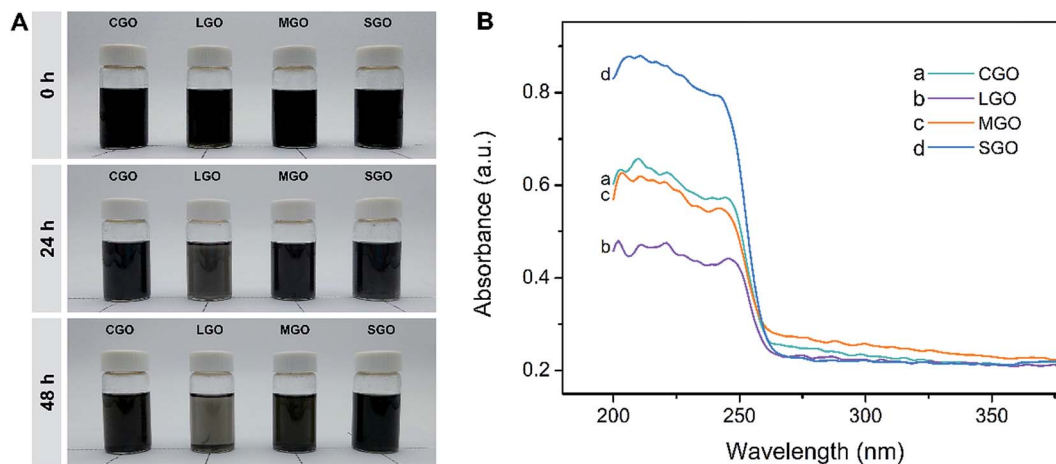 A
0 h
CGO LGO MGO SGO
24 h
CGO LGO MGO SGO
48 h
CGO LGO MGO SGO
B
Absorbance (a.u.)
0.8
0.6
0.4
0.2
d
a
c
b
a CGO
b LGO
c MGO
d SGO
200 250 300 350
Wavelength (nm)